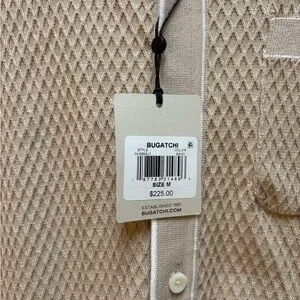 BUGATCHI
STYLE COLOR
SIZE M
$225.00
ESTABLISHED 1981
BUGATCHI.COM